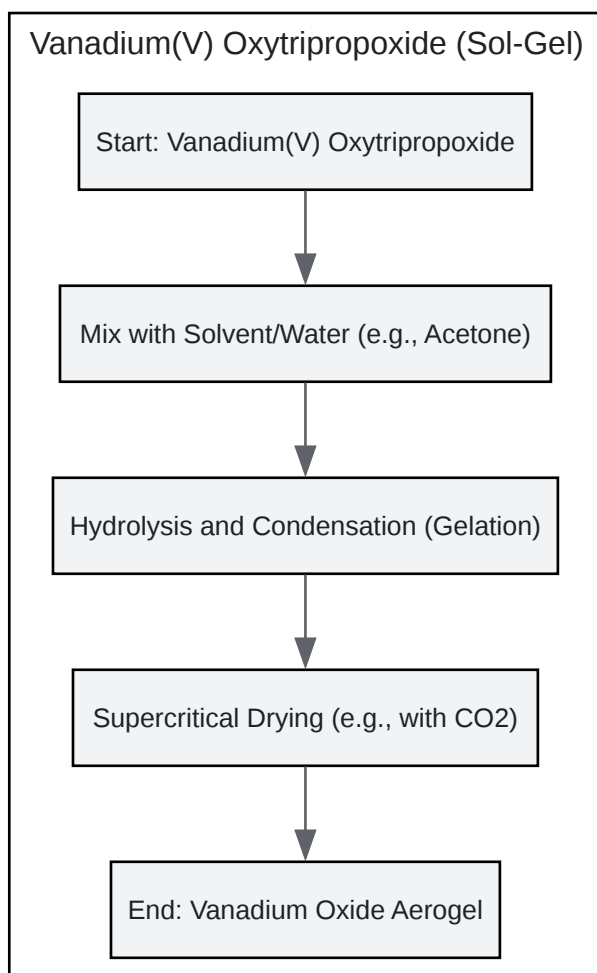 Vanadium(V) Oxytripropoxide (Sol-Gel)
Start: Vanadium(V) Oxytripropoxide
Mix with Solvent/Water (e.g., Acetone)
Hydrolysis and Condensation (Gelation)
Supercritical Drying (e.g., with CO2)
End: Vanadium Oxide Aerogel